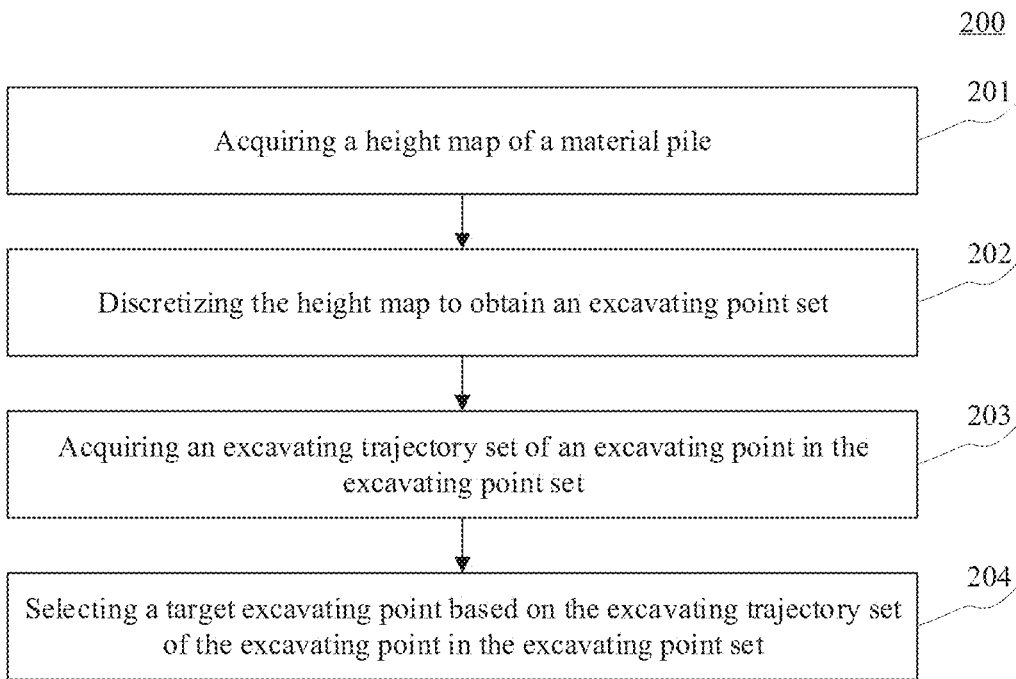 200
201
Acquiring a height map of a material pile
202
Discretizing the height map to obtain an excavating point set
203
Acquiring an excavating trajectory set of an excavating point in the
excavating point set
204
Selecting a target excavating point based on the excavating trajectory set
of the excavating point in the excavating point set